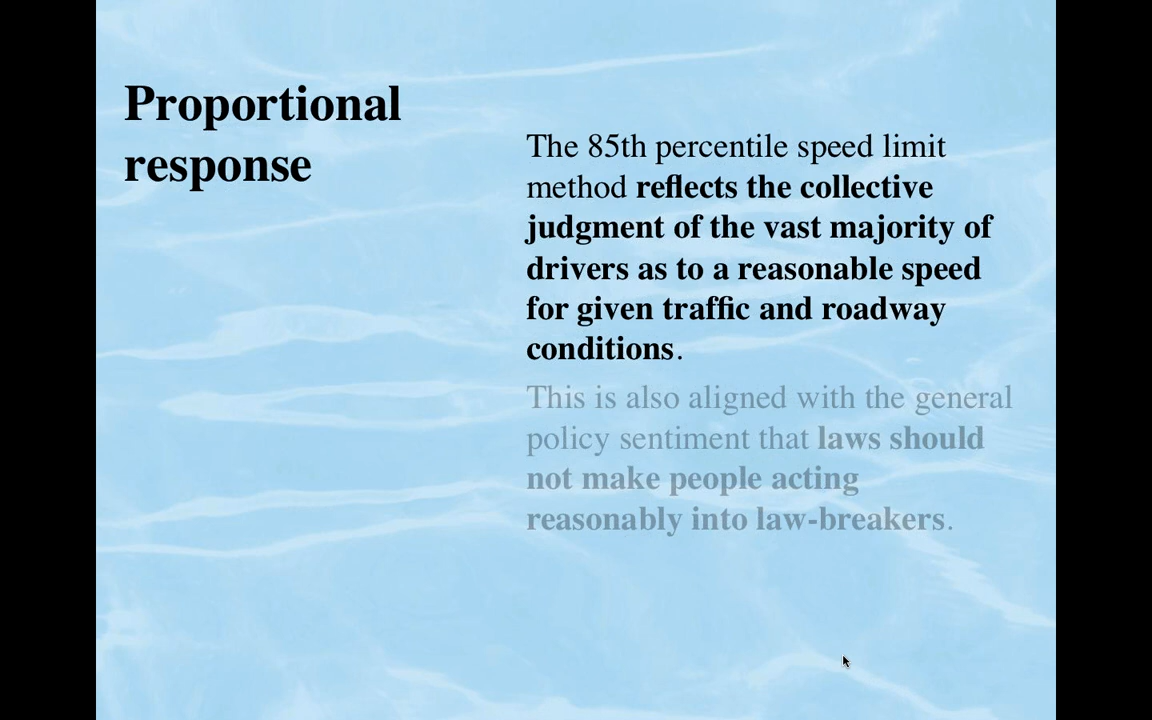 Proportional
response
The 85th percentile speed limit
method reflects the collective
judgment of the vast majority of
drivers as to a reasonable speed
for given traffic and roadway
conditions.
This is also aligned with the general
policy sentiment that laws should
not make people acting
reasonably into law-breakers.